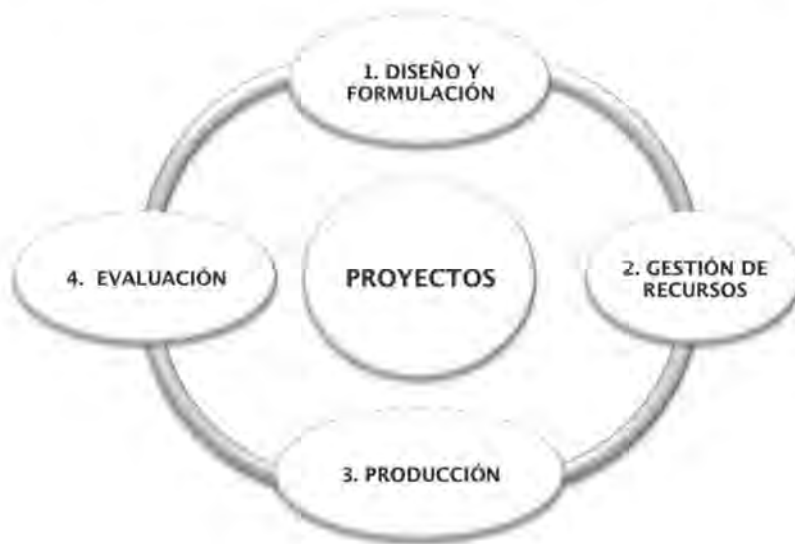 1. DISEÑO Y
FORMULACIÓN
2. GESTIÓN DE
RECURSOS
3. PRODUCCIÓN
4. EVALUACIÓN
PROYECTOS